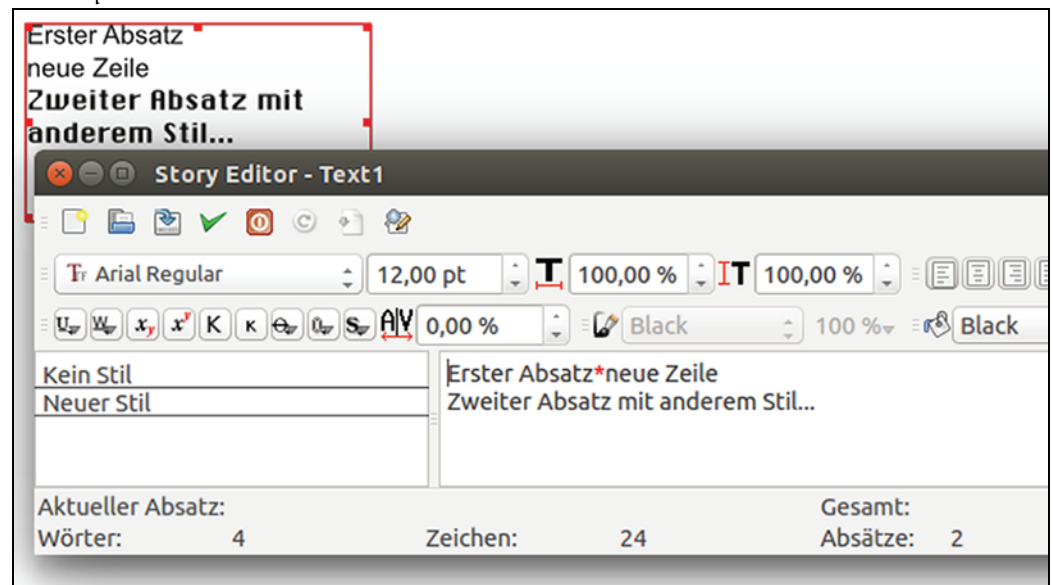 Erster Absatz
neue Zeile
Zweiter Absatz mit
anderem Stil...
Story Editor - Text1
Arial Regular 12,00 pt 100,00 % 100,00 %
0,00 % Black 100 % Black
Kein Stil
Neuer Stil
Erster Absatz*neue Zeile
Zweiter Absatz mit anderem Stil...
Aktueller Absatz: Gesamt:
Wörter: 4 Zeichen: 24 Absätze: 2